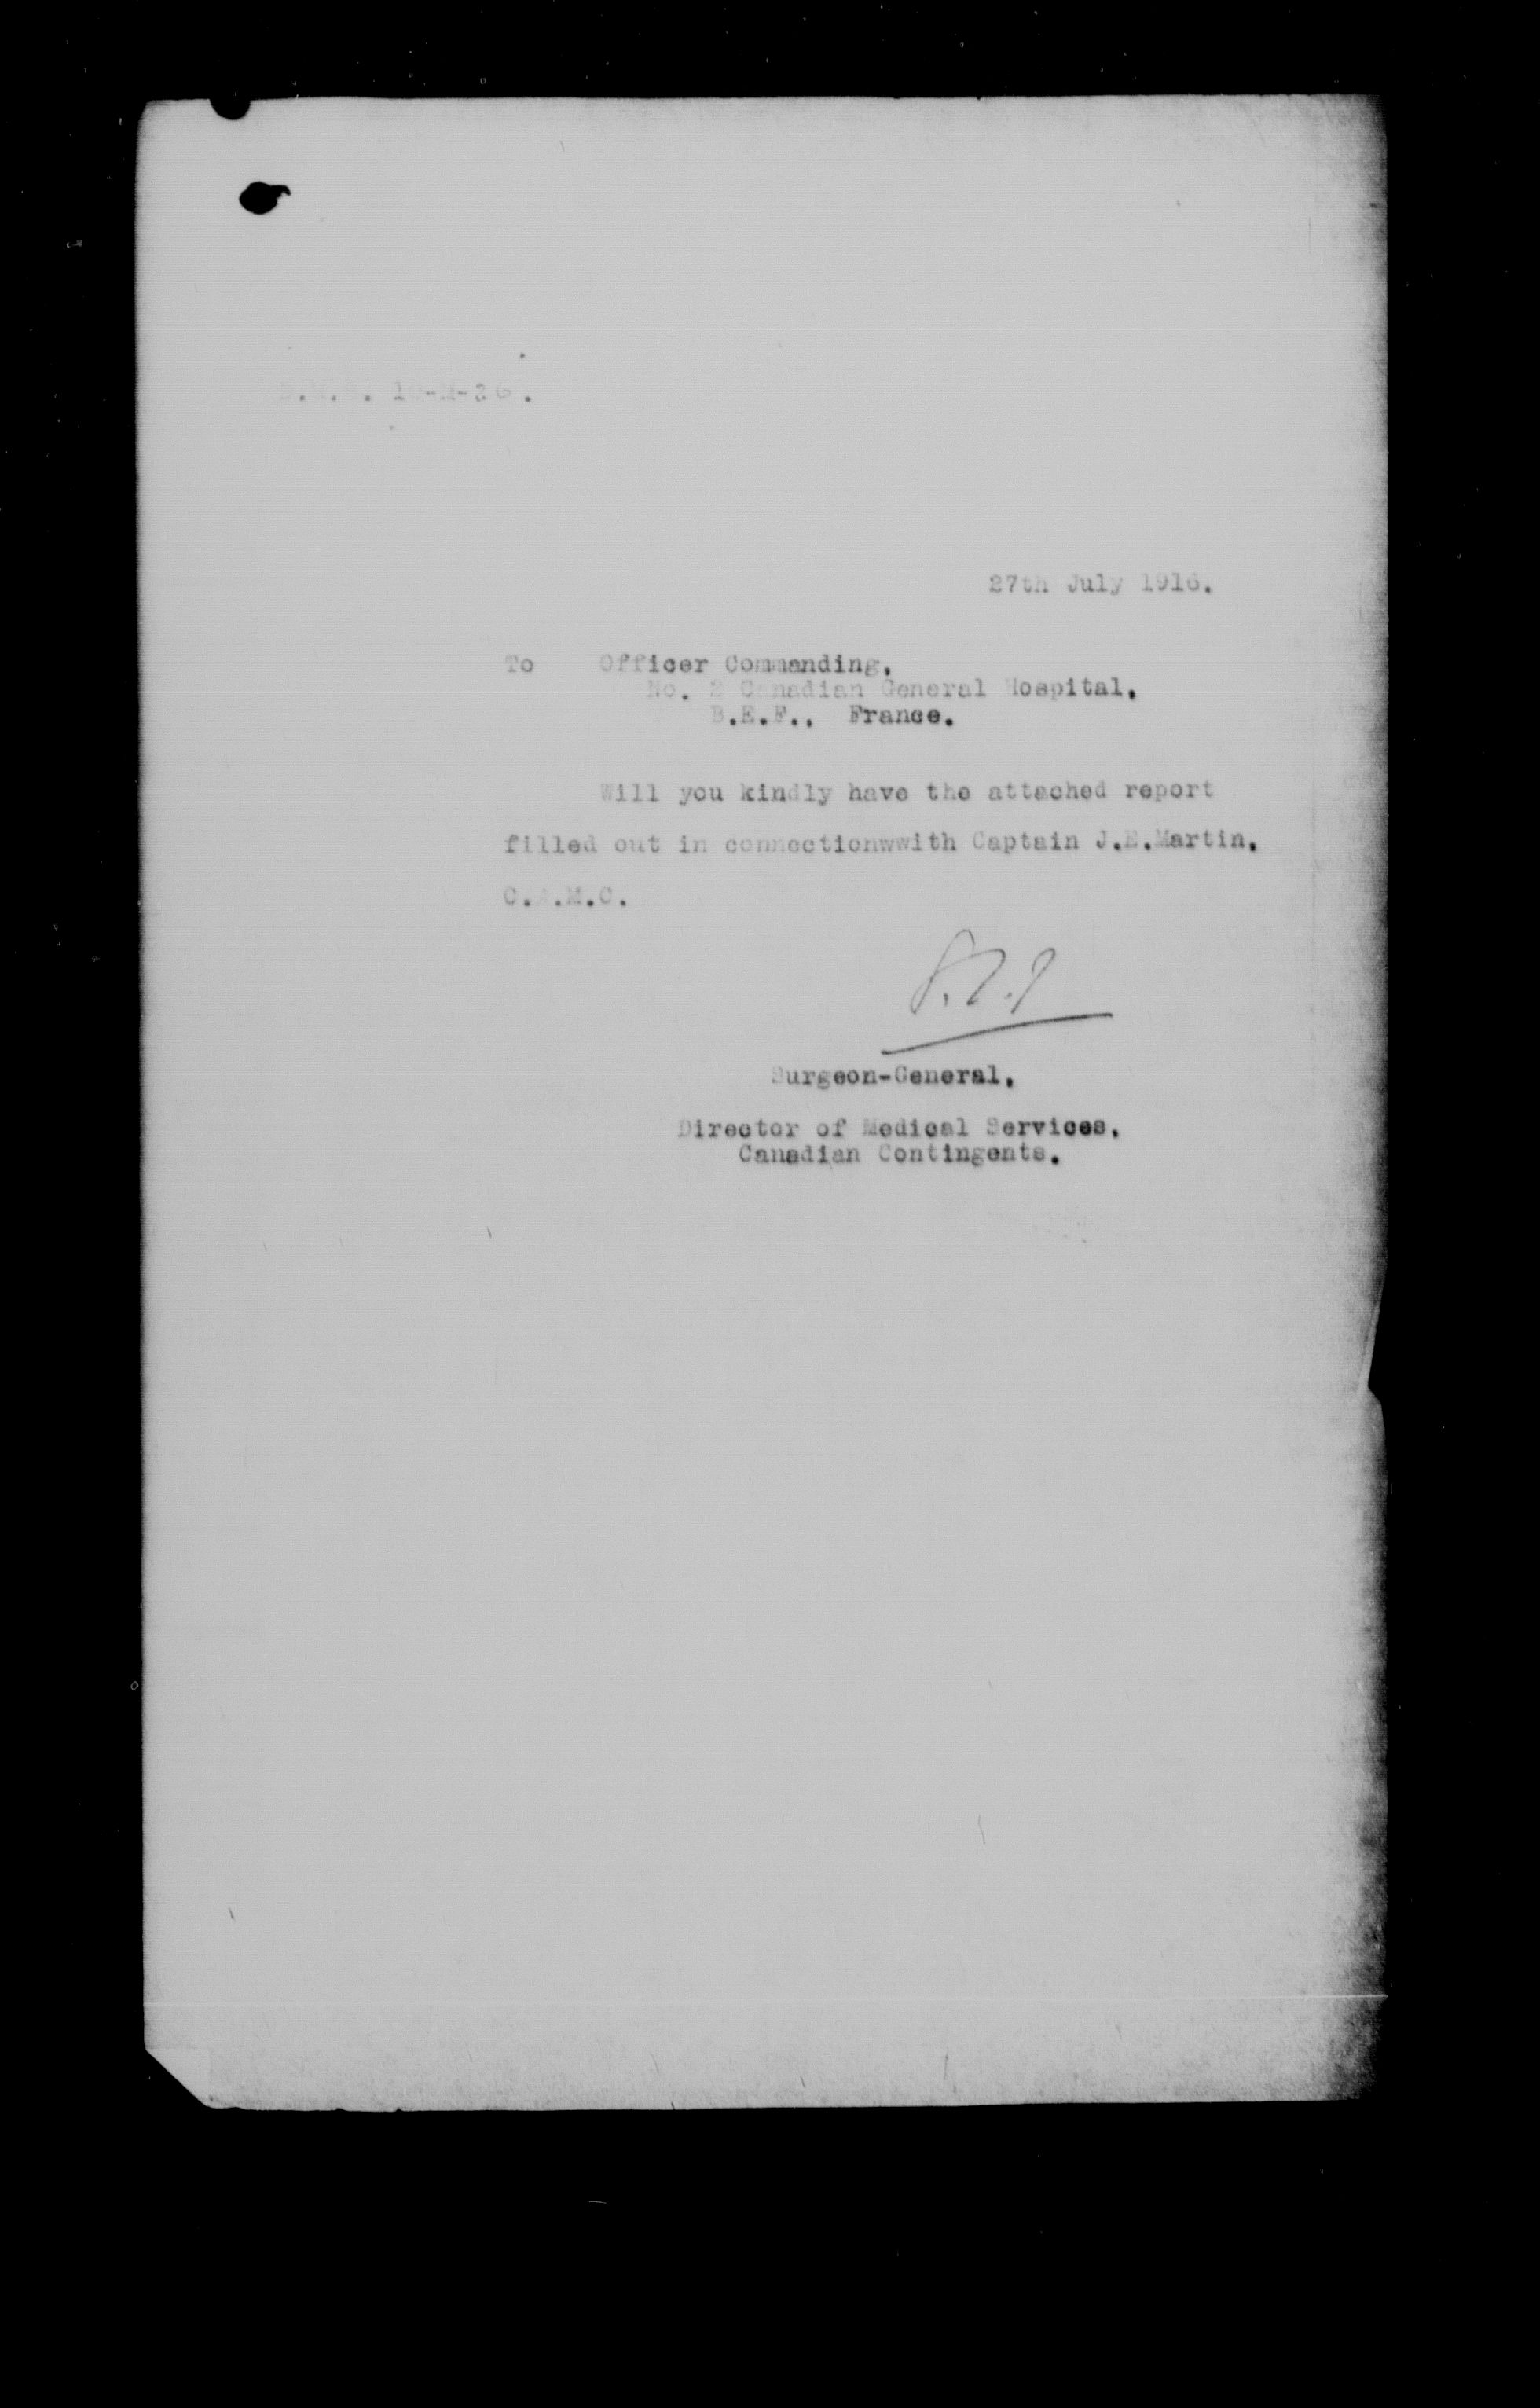 27th July 1916.
To Officer Commanding,
No. 2 Canadian General Hospital,
B.E.F., France.
Will you kindly have the attached report
filled out in connectionwwith Captain J.E.Martin,
C.A.M.C.
Surgeon-General,
Director of Medical Services,
Canadian Contingents.